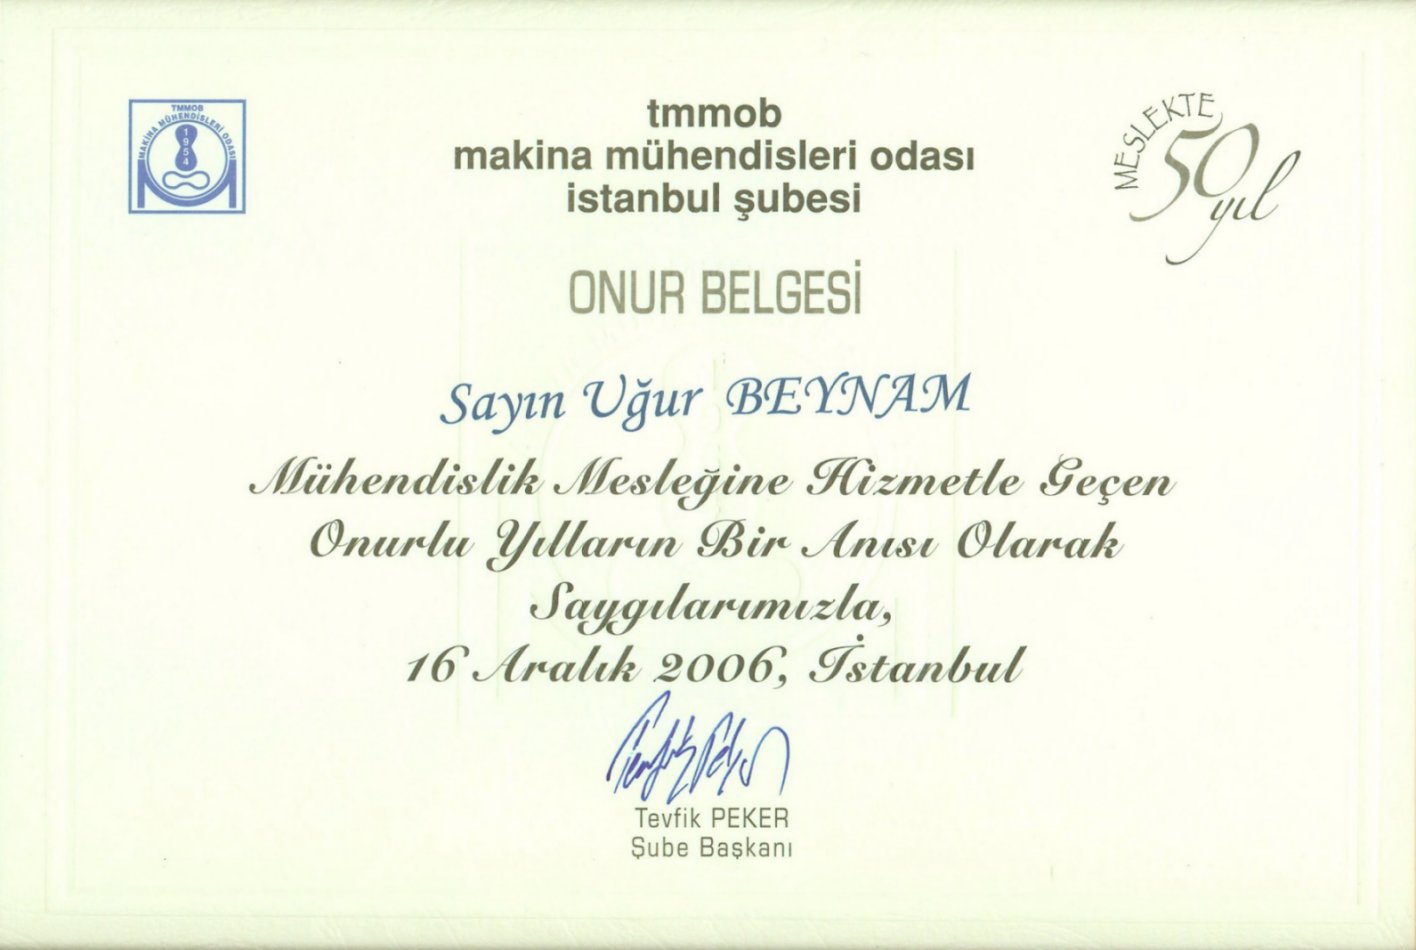 TMMOB
MAKİNA MÜHENDİSLERİ ODASI
1954
tmmob
makina mühendisleri odası
istanbul şubesi
MESLEKTE
50
yıl
ONUR BELGESİ
Sayın Uğur BEYNAM
Mühendislik Mesleğine Hizmetle Geçen
Onurlu Yılların Bir Anısı Olarak
Saygılarımızla,
16 Aralık 2006, İstanbul
Tevfik PEKER
Şube Başkanı